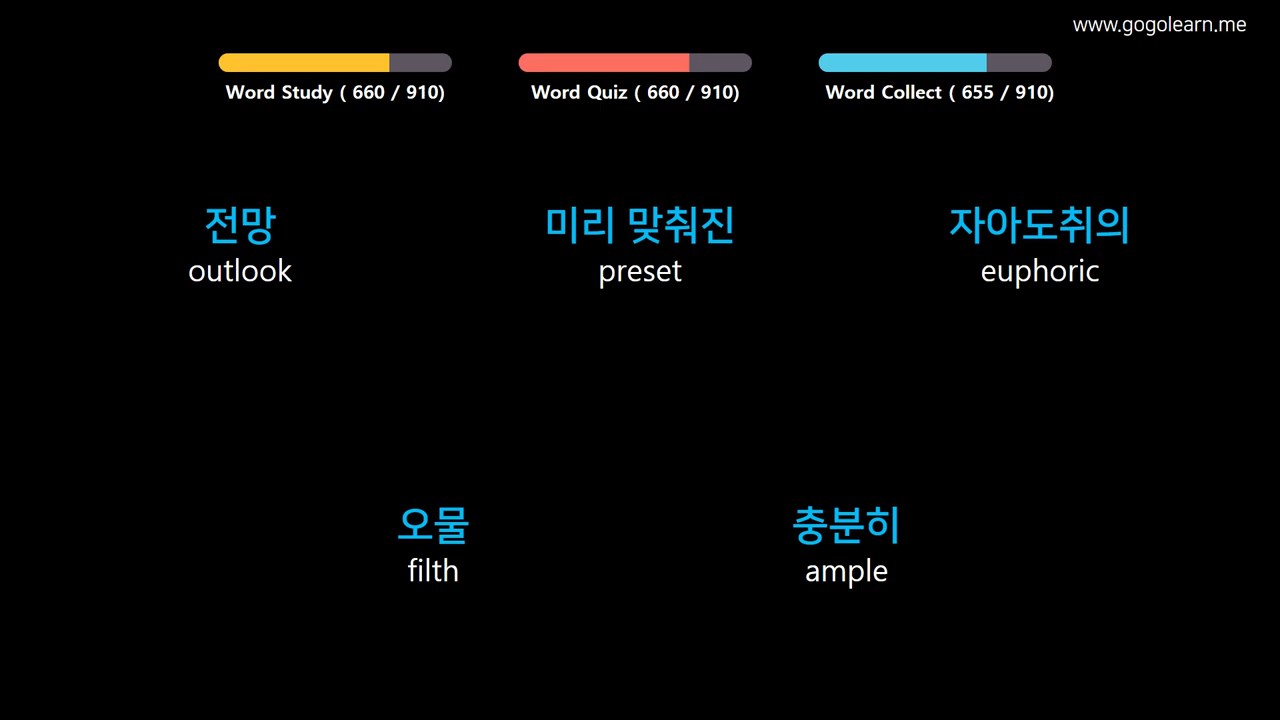 www.gogolearn.me
Word Study ( 660 / 910)
Word Quiz ( 660 / 910)
Word Collect ( 655 / 910)
전망
outlook
미리 맞춰진
preset
자아도취의
euphoric
오물
filth
충분히
ample